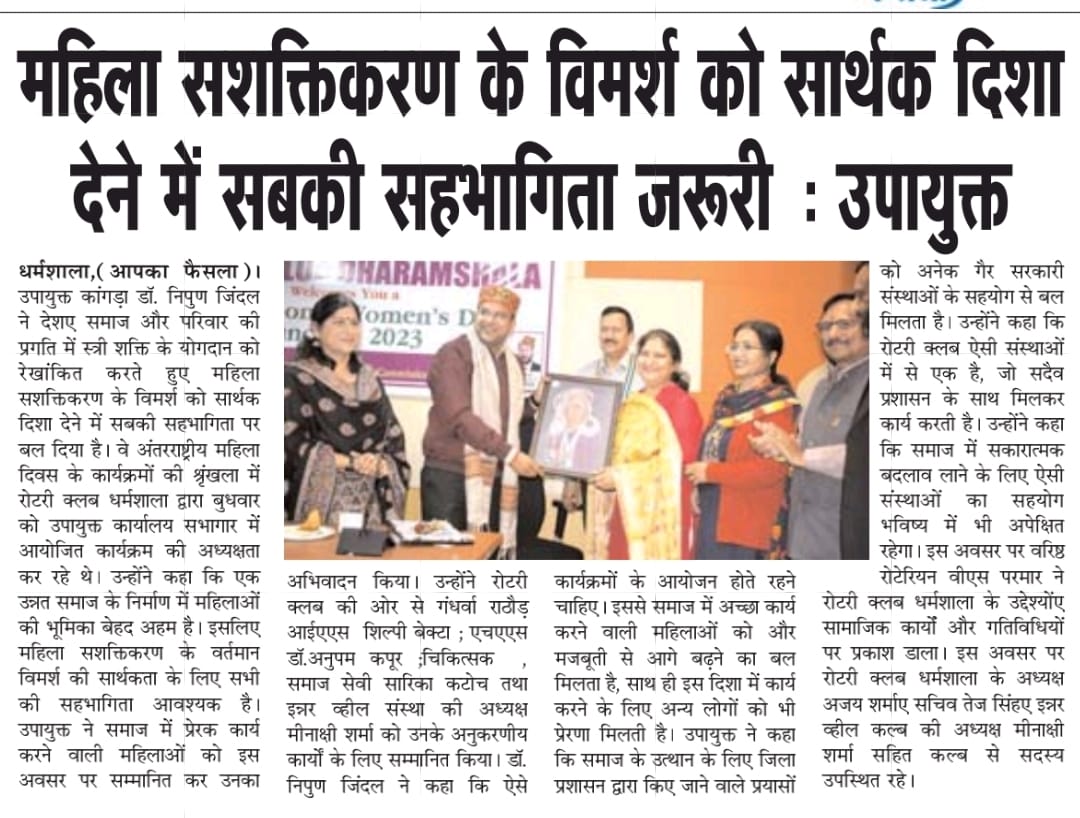 महिला सशक्तिकरण के विमर्श को सार्थक दिशा
देने में सबकी सहभागिता जरूरी : उपायुक्त
धर्मशाला,( आपका फैसला )।
उपायुक्त कांगड़ा डॉ. निपुण जिंदल
ने देशए समाज और परिवार की
प्रगति में स्त्री शक्ति के योगदान को
रेखांकित करते हुए महिला
सशक्तिकरण के विमर्श को सार्थक
दिशा देने में सबकी सहभागिता पर
बल दिया है। वे अंतरराष्ट्रीय महिला
दिवस के कार्यक्रमों की श्रृंखला में
रोटरी क्लब धर्मशाला द्वारा बुधवार
को उपायुक्त कार्यालय सभागार में
आयोजित कार्यक्रम की अध्यक्षता
कर रहे थे। उन्होंने कहा कि एक
उन्नत समाज के निर्माण में महिलाओं
की भूमिका बेहद अहम है। इसलिए
महिला सशक्तिकरण के वर्तमान
विमर्श की सार्थकता के लिए सभी
की सहभागिता आवश्यक है।
उपायुक्त ने समाज में प्रेरक कार्य
करने वाली महिलाओं को इस
अवसर पर सम्मानित कर उनका
DHARAMSHALA
Welcomes You a
Women's D
2023
अभिवादन किया। उन्होंने रोटरी
क्लब की ओर से गंधर्वा राठौड़
आईएएस शिल्पी बेक्टा ; एचएएस
डॉ.अनुपम कपूर ;चिकित्सक ,
समाज सेवी सारिका कटोच तथा
इन्नर व्हील संस्था की अध्यक्ष
मीनाक्षी शर्मा को उनके अनुकरणीय
कार्यों के लिए सम्मानित किया। डॉ.
निपुण जिंदल ने कहा कि ऐसे
कार्यक्रमों के आयोजन होते रहने
चाहिए। इससे समाज में अच्छा कार्य
करने वाली महिलाओं को और
मजबूती से आगे बढ़ने का बल
मिलता है, साथ ही इस दिशा में कार्य
करने के लिए अन्य लोगों को भी
प्रेरणा मिलती है। उपायुक्त ने कहा
कि समाज के उत्थान के लिए जिला
प्रशासन द्वारा किए जाने वाले प्रयासों
को अनेक गैर सरकारी
संस्थाओं के सहयोग से बल
मिलता है। उन्होंने कहा कि
रोटरी क्लब ऐसी संस्थाओं
में से एक है, जो सदैव
प्रशासन के साथ मिलकर
कार्य करती है। उन्होंने कहा
कि समाज में सकारात्मक
बदलाव लाने के लिए ऐसी
संस्थाओं का सहयोग
भविष्य में भी अपेक्षित
रहेगा। इस अवसर पर वरिष्ठ
रोटेरियन वीएस परमार ने
रोटरी क्लब धर्मशाला के उद्देश्योंए
सामाजिक कार्यों और गतिविधियों
पर प्रकाश डाला। इस अवसर पर
रोटरी क्लब धर्मशाला के अध्यक्ष
अजय शर्माए सचिव तेज सिंहए इन्नर
व्हील कल्ब की अध्यक्ष मीनाक्षी
शर्मा सहित कल्ब से सदस्य
उपस्थित रहे।